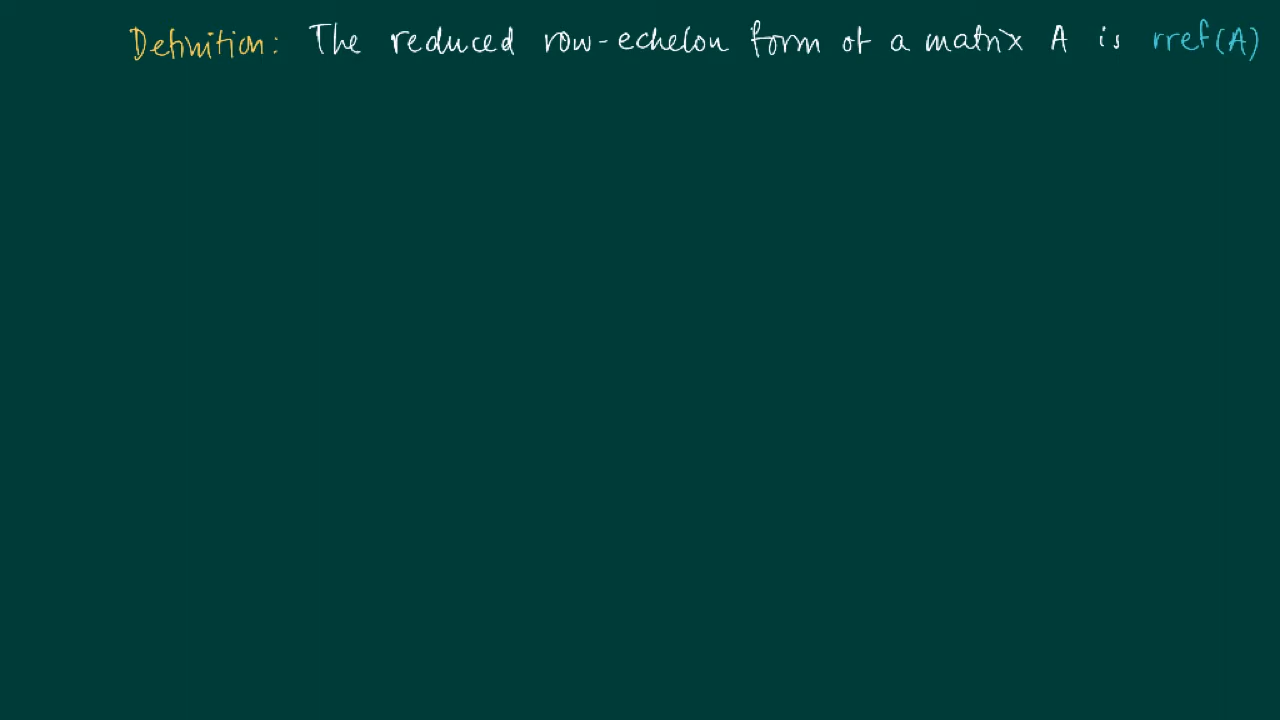 Definition: The reduced row-echelon form of a matrix A is rref(A)